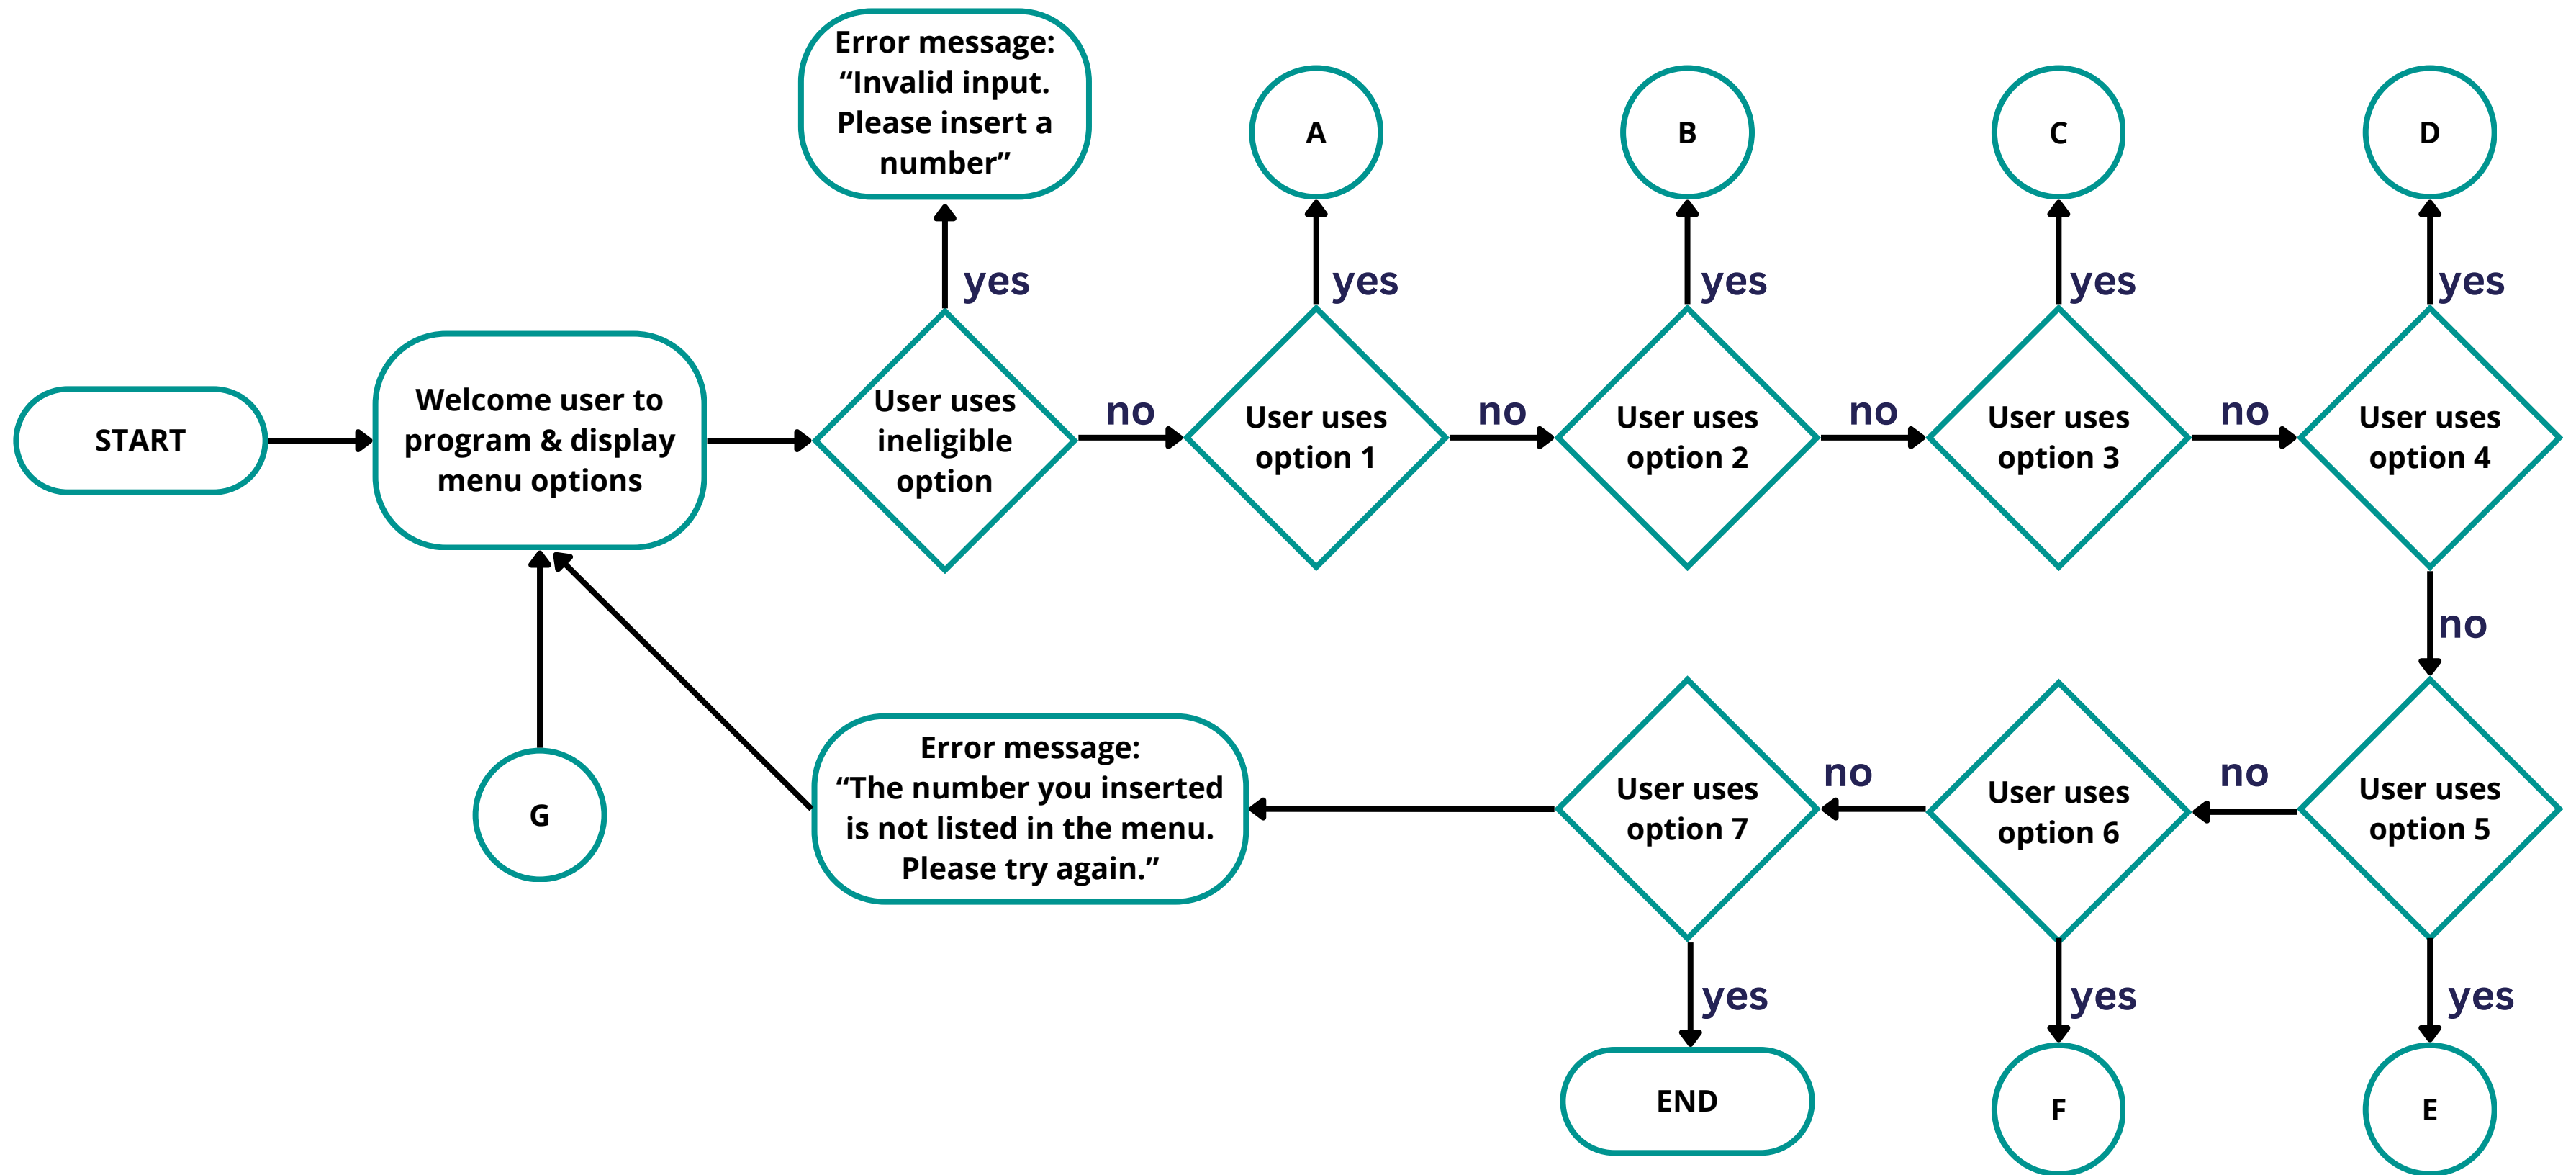 START
Welcome user to
program & display
menu options
User uses
ineligible
option
yes
Error message:
“Invalid input.
Please insert a
number”
no
User uses
option 1
yes
A
no
User uses
option 2
yes
B
no
User uses
option 3
yes
C
no
User uses
option 4
yes
D
no
User uses
option 5
yes
E
no
User uses
option 6
yes
F
no
User uses
option 7
yes
END
Error message:
“The number you inserted
is not listed in the menu.
Please try again.”
G